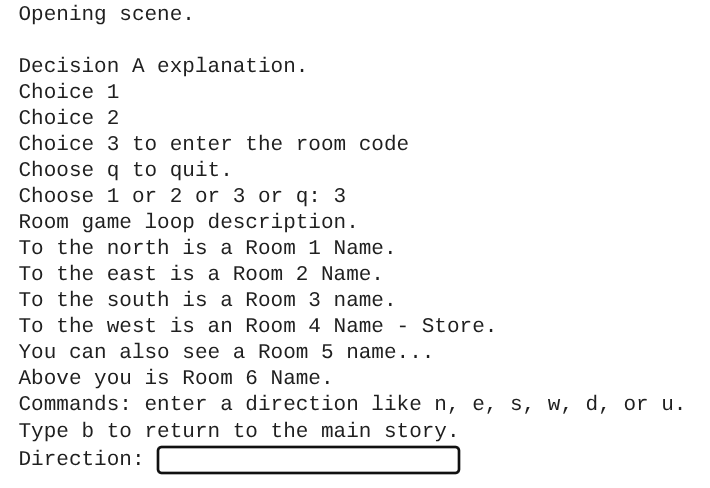 Opening scene.
Decision A explanation.
Choice 1
Choice 2
Choice 3 to enter the room code
Choose q to quit.
Choose 1 or 2 or 3 or q: 3
Room game loop description.
To the north is a Room 1 Name.
To the east is a Room 2 Name.
To the south is a Room 3 name.
To the west is an Room 4 Name - Store.
You can also see a Room 5 name...
Above you is Room 6 Name.
Commands: enter a direction like n, e, s, w, d, or u.
Type b to return to the main story.
Direction: